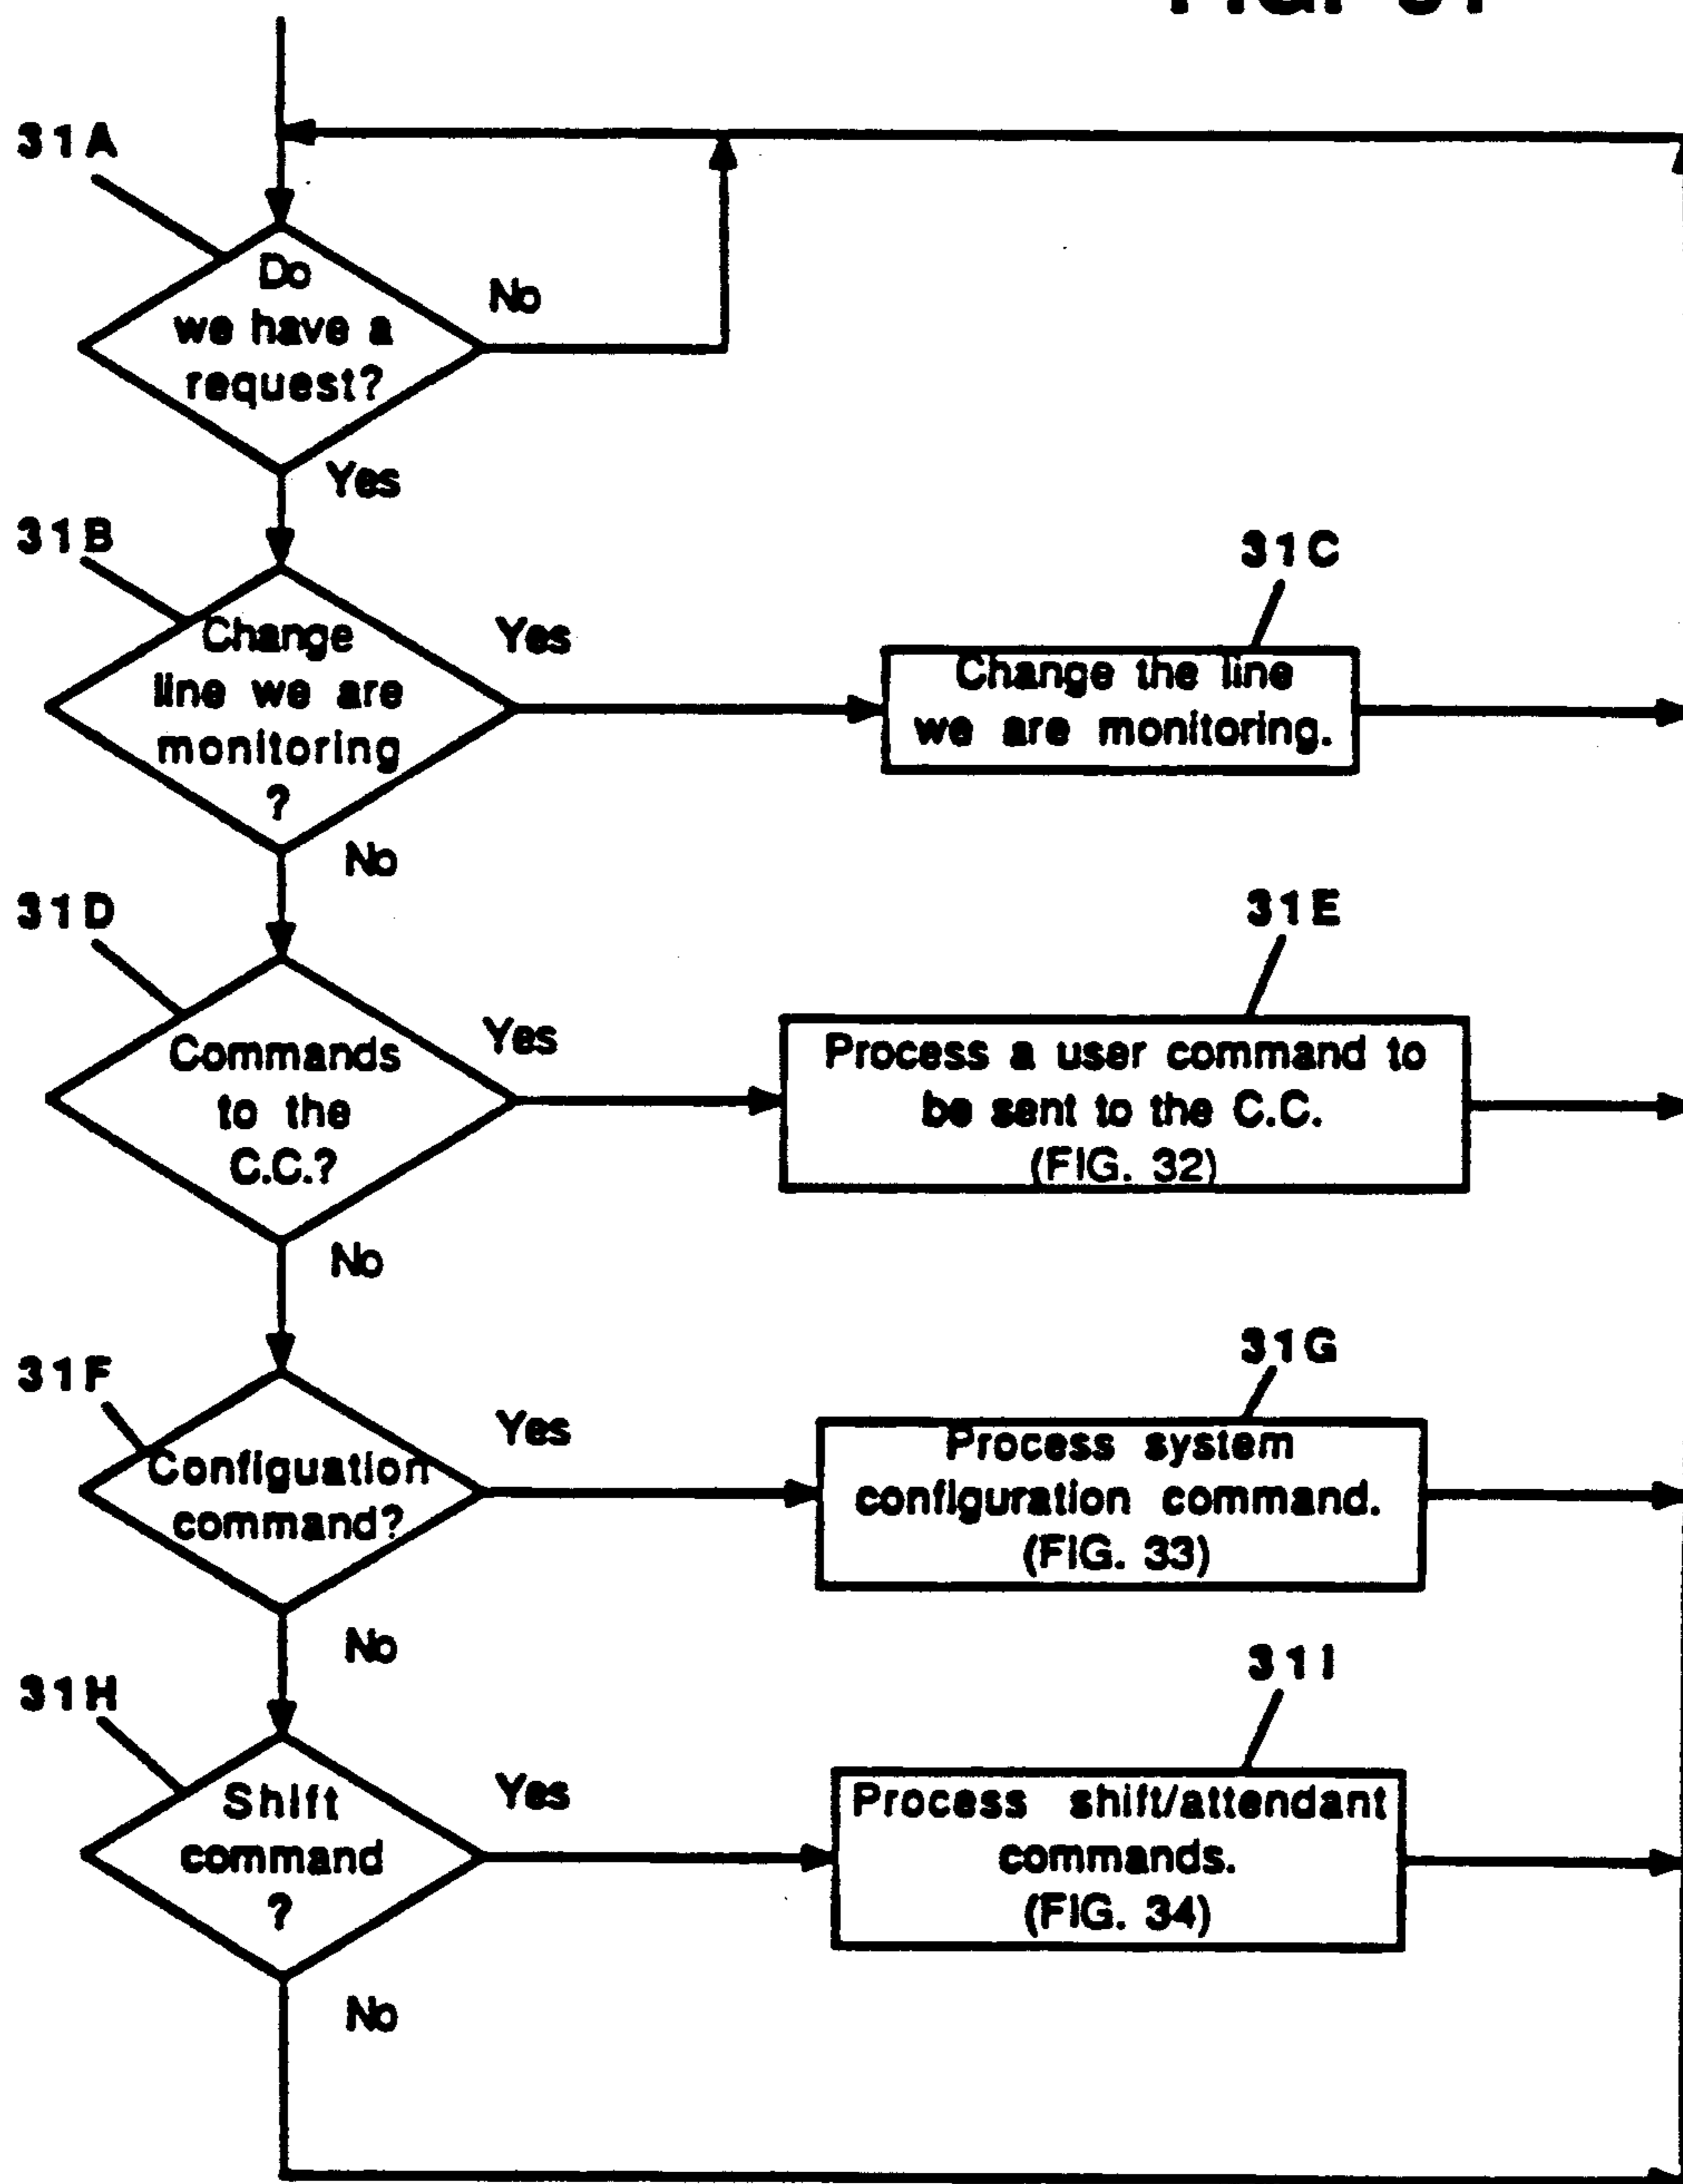 FIG. 31
31A
Do
we have a
request?
No
Yes
31B
Change
line we are
monitoring
?
Yes
31C
Change the line
we are monitoring.
No
31D
Commands
to the
C.C.?
Yes
31E
Process a user command to
be sent to the C.C.
(FIG. 32)
No
31F
Configuation
command?
Yes
31G
Process system
configuration command.
(FIG. 33)
No
31H
Shift
command
?
Yes
31I
Process shift/attendant
commands.
(FIG. 34)
No